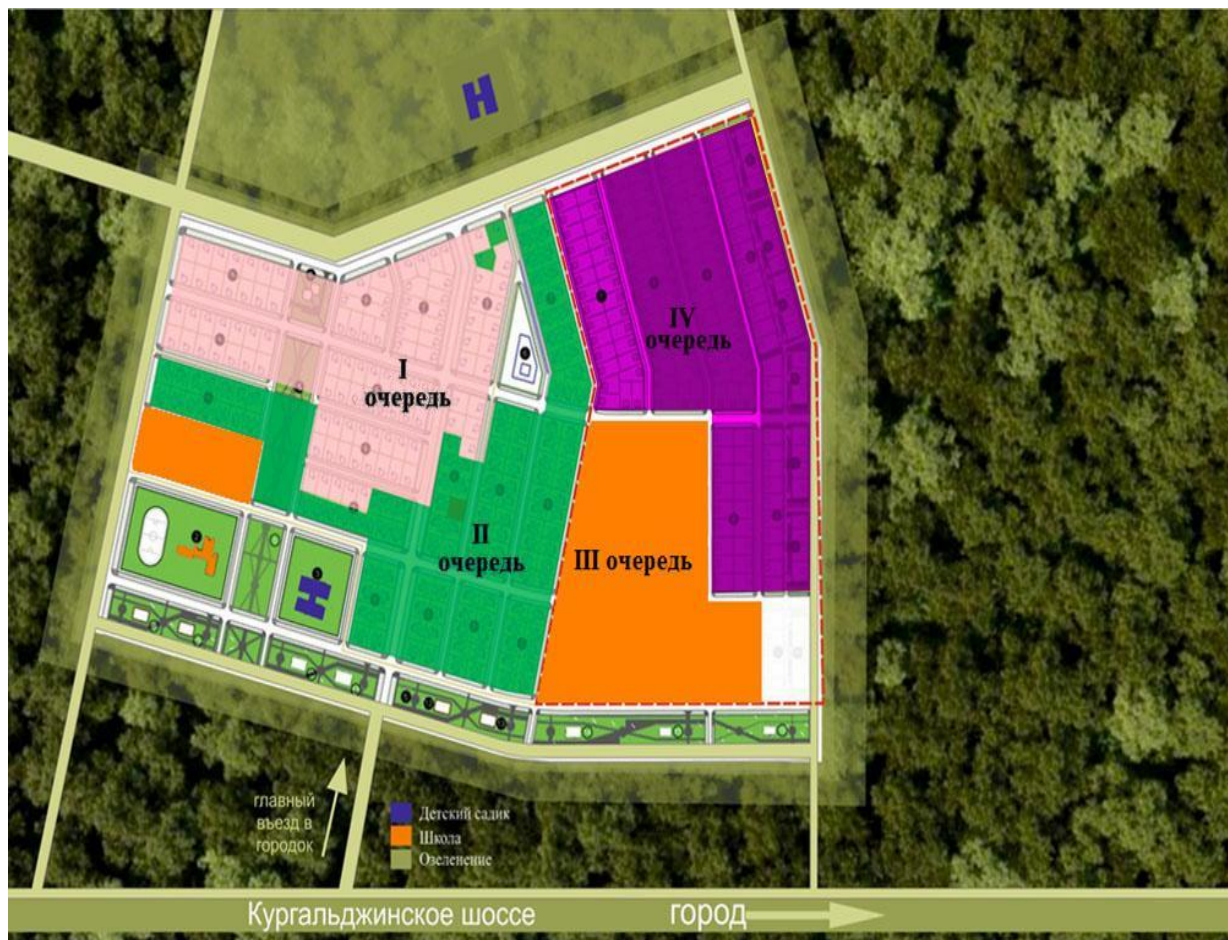 IV
очередь
I
очередь
II
очередь
III очередь
главный
въезд в
городок
Детский садик
Школа
Озеленение
Кургальджинское шоссе
город